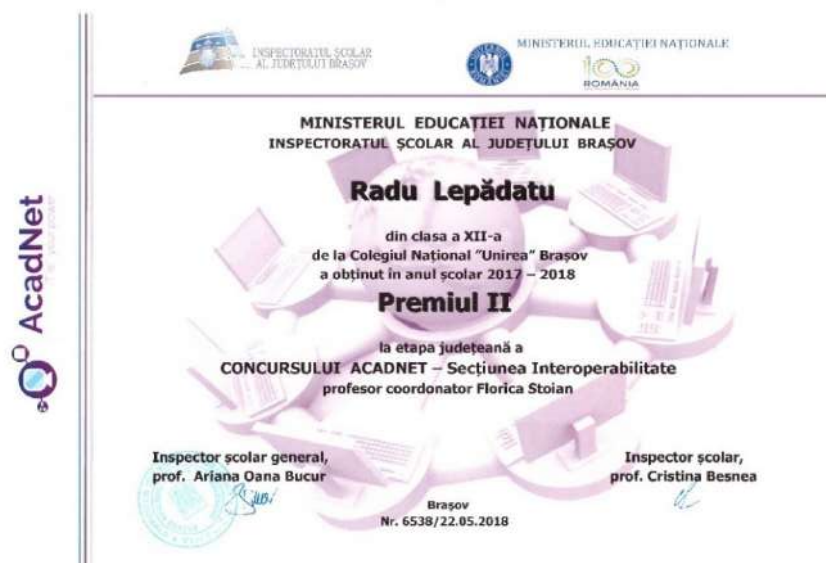 INSPECTORATUL ȘCOLAR
AL JUDEȚULUI BRAȘOV
MINISTERUL EDUCAȚIEI NAȚIONALE
100
ROMÂNIA
MINISTERUL EDUCAȚIEI NAȚIONALE
INSPECTORATUL ȘCOLAR AL JUDEȚULUI BRAȘOV
Radu Lepădatu
din clasa a XII-a
de la Colegiul Național "Unirea" Brașov
a obținut în anul școlar 2017 – 2018
Premiul II
la etapa județeană a
CONCURSULUI ACADNET – Secțiunea Interoperabilitate
profesor coordonator Florica Stoian
Inspector școlar general,
prof. Ariana Oana Bucur
Inspector școlar,
prof. Cristina Besnea
Brașov
Nr. 6538/22.05.2018
AcadNet